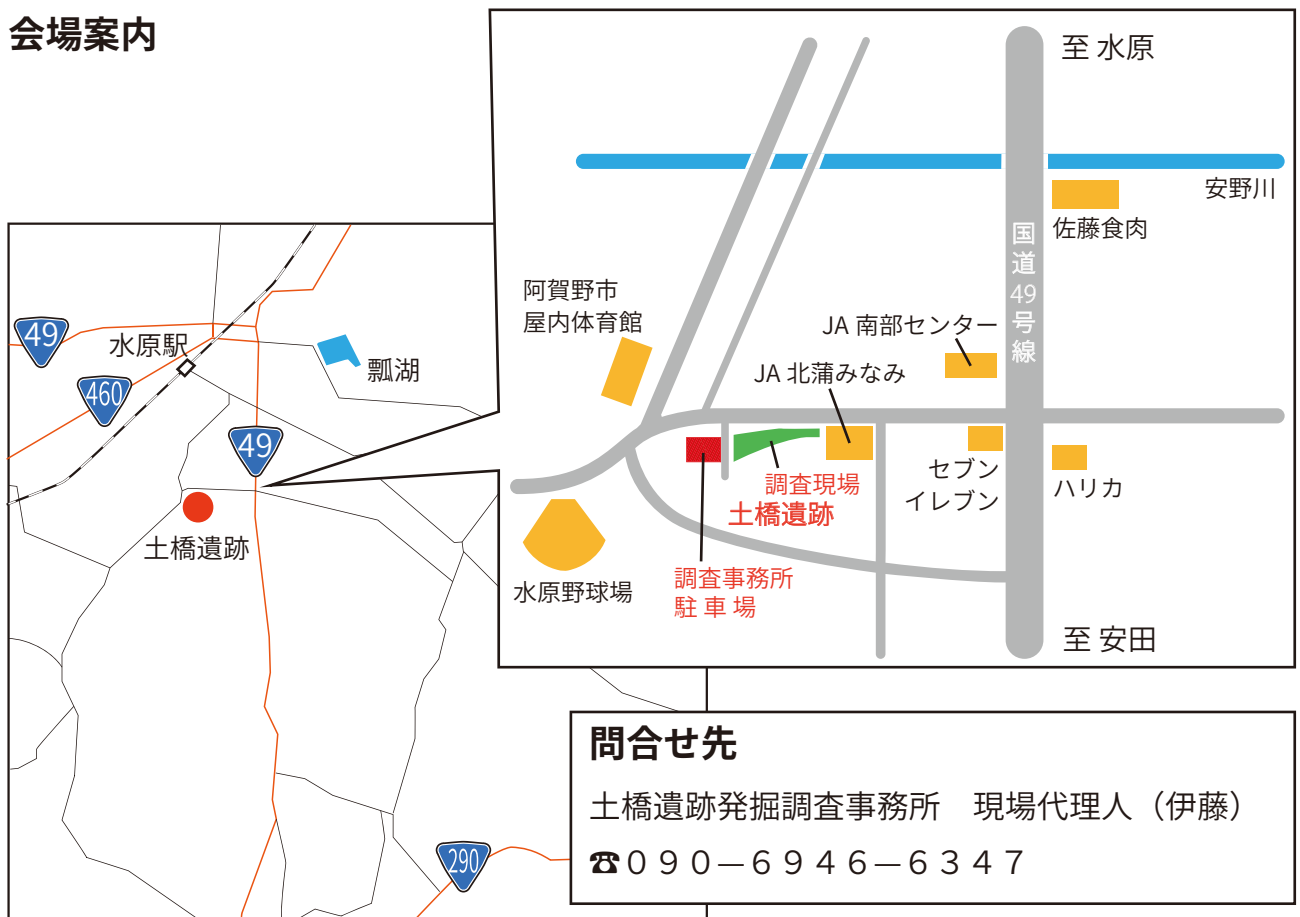 会場案内
至 水原
安野川
佐藤食肉
国道49号線
阿賀野市
屋内体育館
JA 南部センター
JA 北蒲みなみ
セブン
イレブン
ハリカ
調査現場
土橋遺跡
調査事務所
駐 車 場
水原野球場
至 安田
49
水原駅
瓢湖
460
49
土橋遺跡
290
問合せ先
土橋遺跡発掘調査事務所　現場代理人（伊藤）
☎０９０―６９４６―６３４７